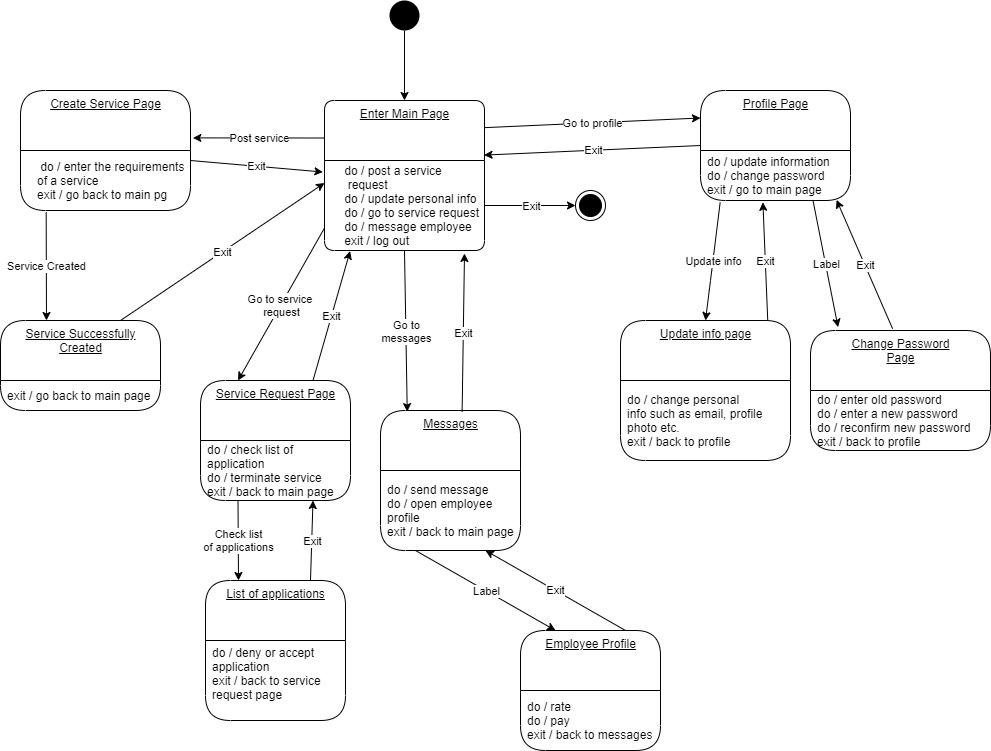 Create Service Page
do / enter the requirements
of a service
exit / go back to main pg
Enter Main Page
do / post a service
request
do / update personal info
do / go to service request
do / message employee
exit / log out
Profile Page
do / update information
do / change password
exit / go to main page
Post service
Exit
Go to profile
Exit
Exit
Service Created
Exit
Go to service
request
Exit
Go to
messages
Exit
Update info
Exit
Label
Exit
Service Successfully
Created
exit / go back to main page
Service Request Page
do / check list of
application
do / terminate service
exit / back to main page
Messages
do / send message
do / open employee
profile
exit / back to main page
Update info page
do / change personal
info such as email, profile
photo etc.
exit / back to profile
Change Password
Page
do / enter old password
do / enter a new password
do / reconfirm new password
exit / back to profile
Check list
of applications
Exit
Label
Exit
List of applications
do / deny or accept
application
exit / back to service
request page
Employee Profile
do / rate
do / pay
exit / back to messages